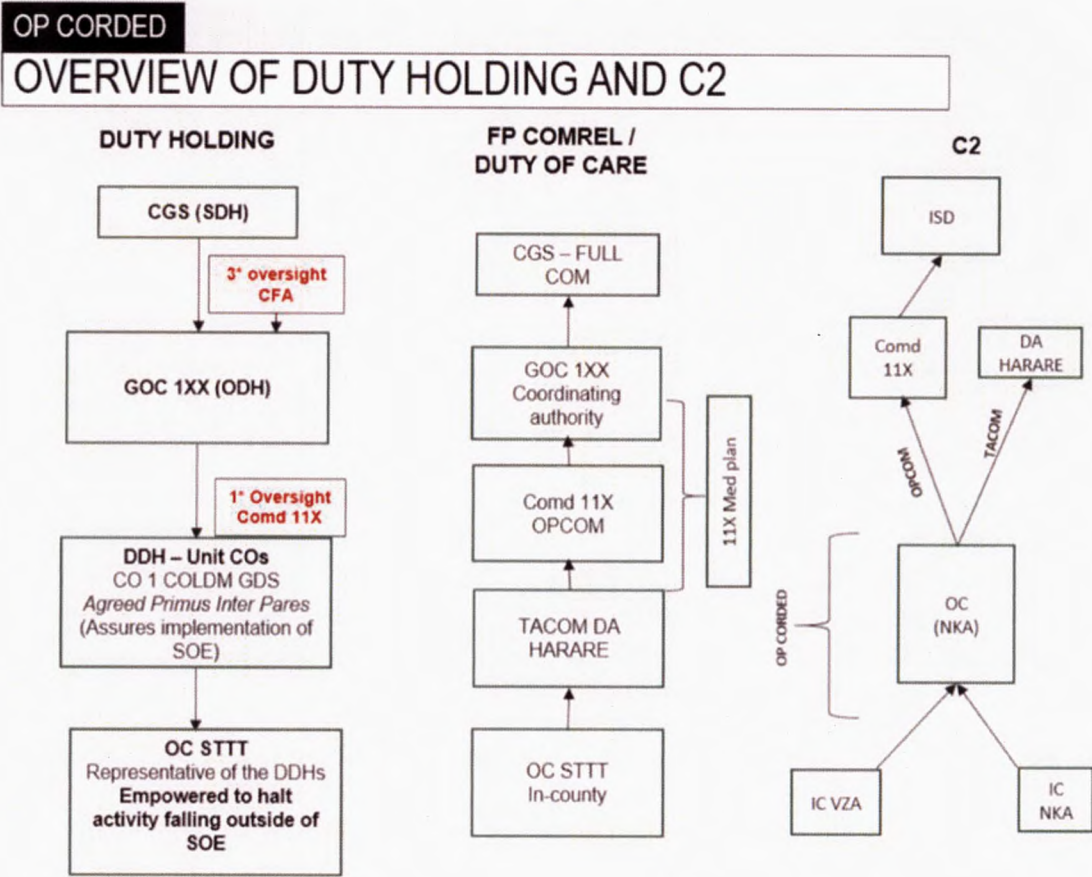 OP CORDED
OVERVIEW OF DUTY HOLDING AND C2
DUTY HOLDING
CGS (SDH)
3* oversight
CFA
GOC 1XX (ODH)
1* Oversight
Comd 11X
DDH – Unit COs
CO 1 COLDM GDS
Agreed Primus Inter Pares
(Assures implementation of
SOE)
OC STTT
Representative of the DDHs
Empowered to halt
activity falling outside of
SOE
FP COMREL /
DUTY OF CARE
CGS – FULL
COM
GOC 1XX
Coordinating
authority
Comd 11X
OPCOM
TACOM DA
HARARE
OC STTT
In-county
11X Med plan
C2
ISD
Comd
11X
DA
HARARE
OPCOM
TACOM
OP CORDED
OC
(NKA)
IC VZA
IC
NKA